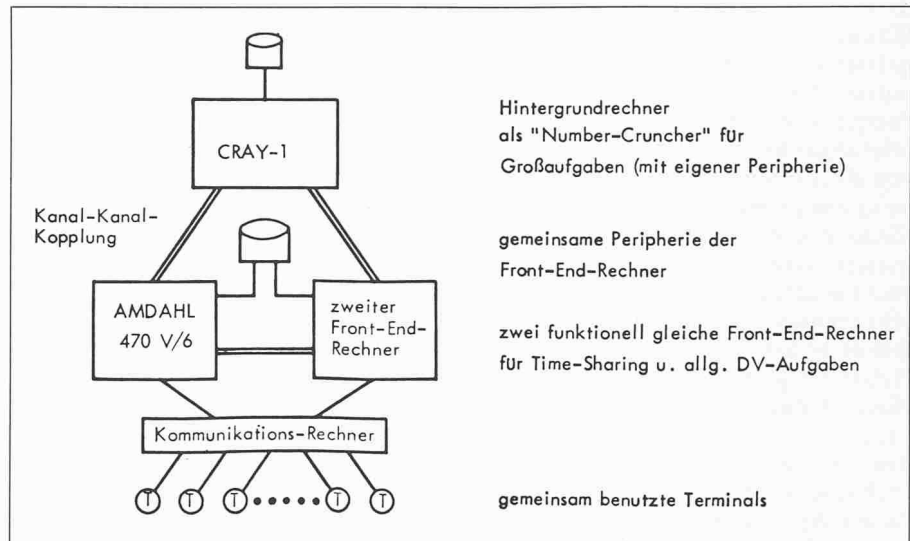 Hintergrundrechner
als "Number-Cruncher" für
Großaufgaben (mit eigener Peripherie)
CRAY-1
Kanal-Kanal-
Kopplung
gemeinsame Peripherie der
Front-End-Rechner
AMDAHL
470 V/6
zweiter
Front-End-
Rechner
zwei funktionell gleiche Front-End-Rechner
für Time-Sharing u. allg. DV-Aufgaben
Kommunikations-Rechner
T T T T T
gemeinsam benutzte Terminals